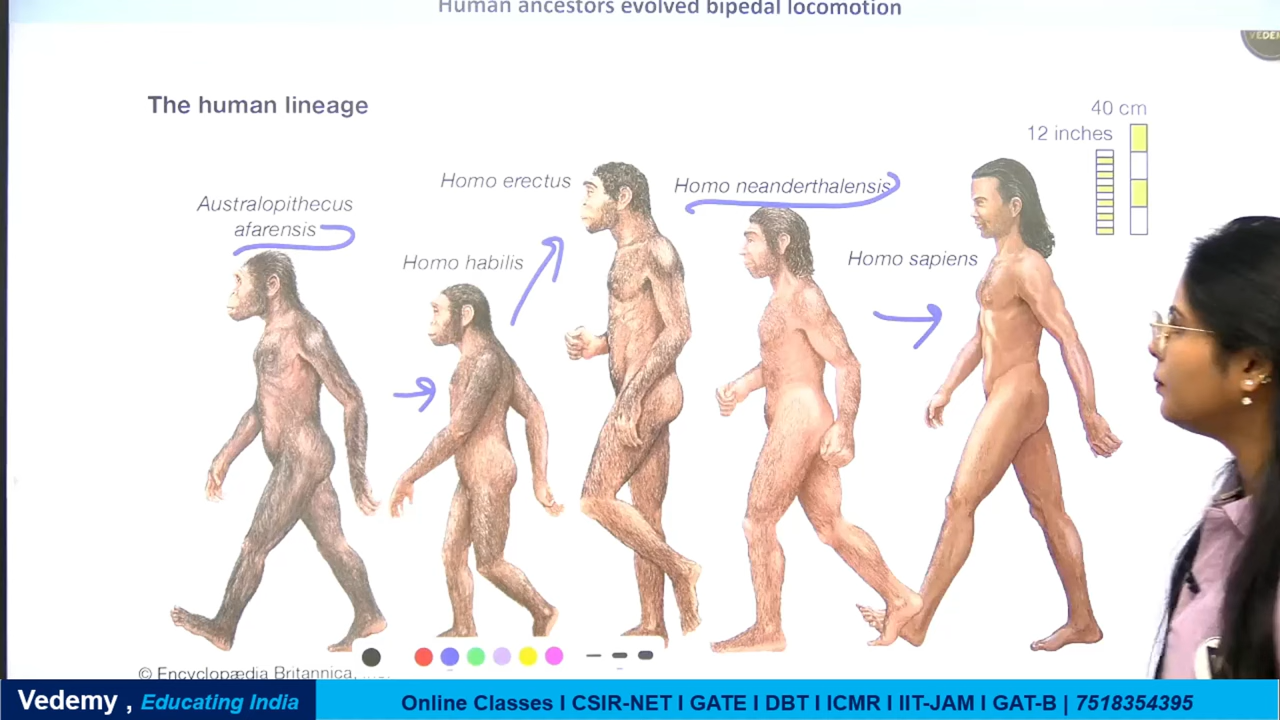 Human ancestors evolved bipedal locomotion
The human lineage
40 cm
12 inches
Homo erectus
Homo neanderthalensis
Australopithecus
afarensis
Homo habilis
Homo sapiens
© Encyclopædia Britannica,
Vedemy , Educating India
Online Classes I CSIR-NET I GATE I DBT I ICMR I IIT-JAM I GAT-B | 7518354395